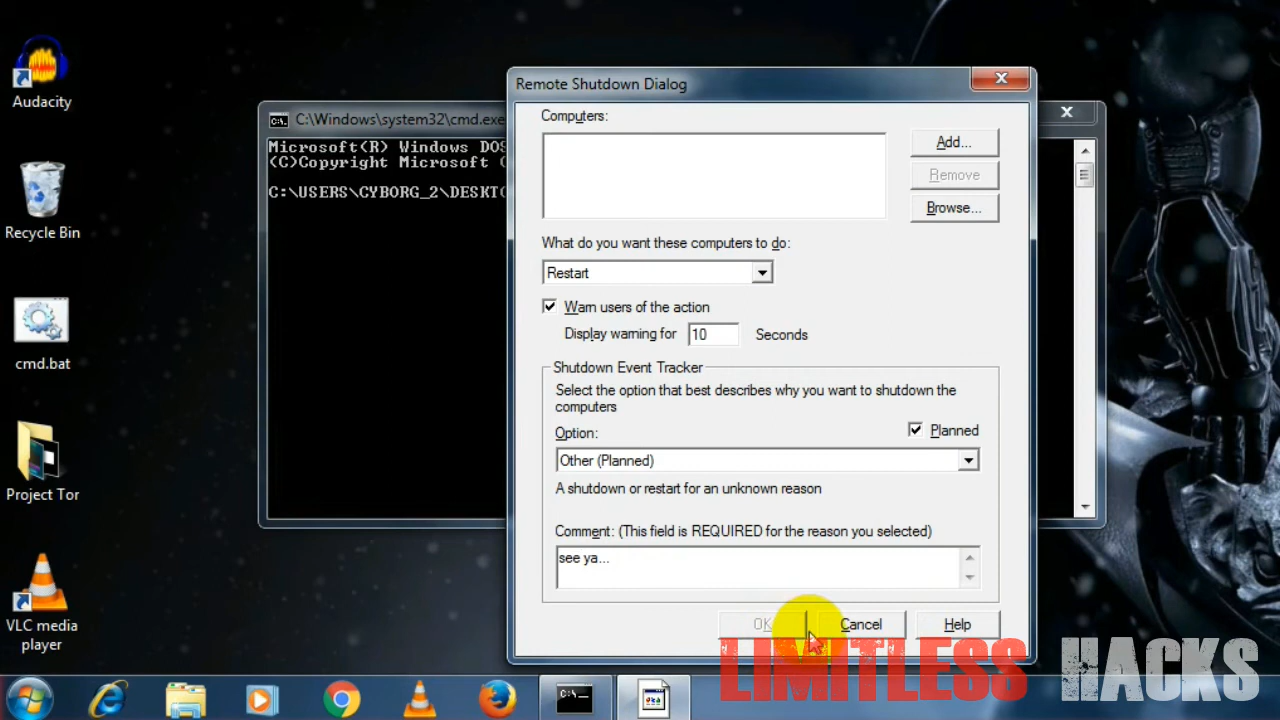 Audacity
Recycle Bin
cmd.bat
Project Tor
VLC media
player
C:\Windows\system32\cmd.exe
Microsoft(R) Windows DOS
(C)Copyright Microsoft
C:\USERS\CYBORG_2\DESKTO
Remote Shutdown Dialog
Computers:
Add...
Remove
Browse...
What do you want these computers to do:
Restart
Warn users of the action
Display warning for 10 Seconds
Shutdown Event Tracker
Select the option that best describes why you want to shutdown the
computers
Option:
Planned
Other (Planned)
A shutdown or restart for an unknown reason
Comment: (This field is REQUIRED for the reason you selected)
see ya...
OK
Cancel
Help
LIMITLESS HACKS